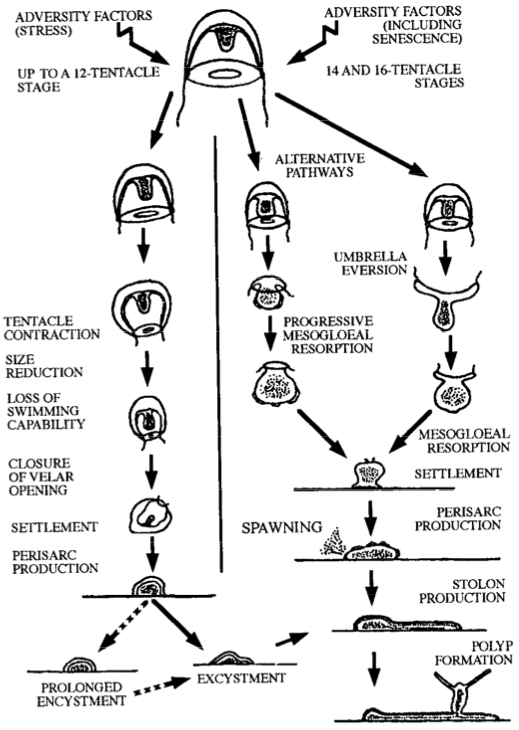 ADVERSITY FACTORS
(STRESS)
ADVERSITY FACTORS
(INCLUDING
SENESCENCE)
UP TO A 12-TENTACLE
STAGE
14 AND 16-TENTACLE
STAGES
ALTERNATIVE
PATHWAYS
UMBRELLA
EVERSION
TENTACLE
CONTRACTION
SIZE
REDUCTION
LOSS OF
SWIMMING
CAPABILITY
CLOSURE
OF VELAR
OPENING
SETTLEMENT
PERISARC
PRODUCTION
PROLONGED
ENCYSTMENT
EXCYSTMENT
PROGRESSIVE
MESOGLOEAL
RESORPTION
MESOGLOEAL
RESORPTION
SETTLEMENT
PERISARC
PRODUCTION
SPAWNING
STOLON
PRODUCTION
POLYP
FORMATION